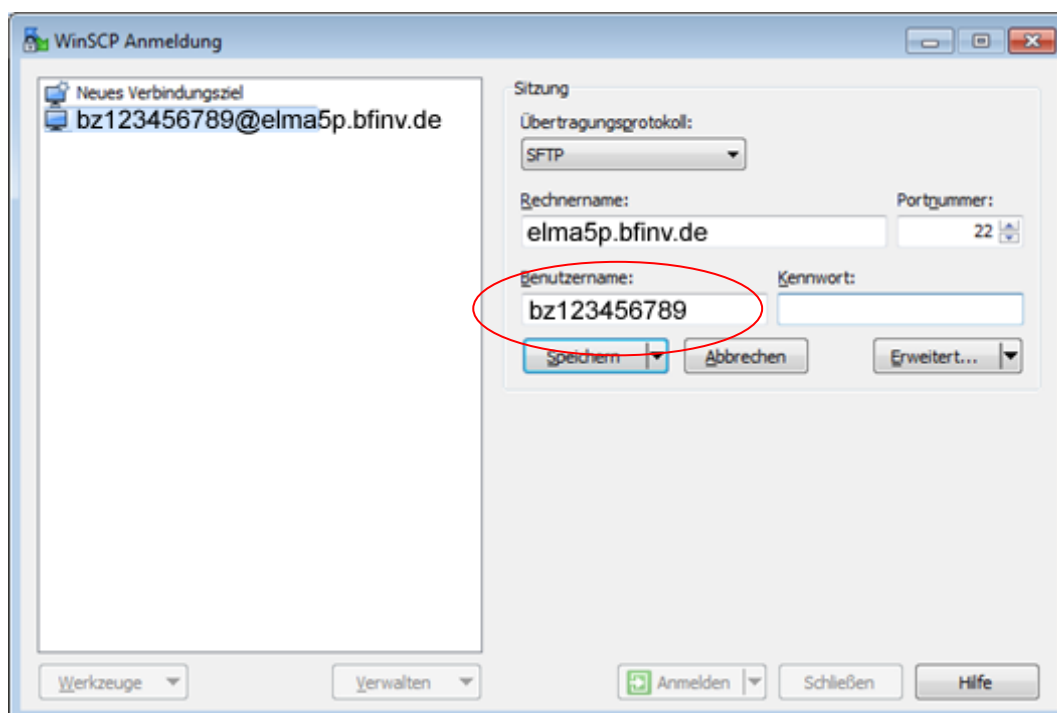 WinSCP Anmeldung
Neues Verbindungsziel
bz123456789@elma5p.bfinv.de
Sitzung
Übertragungsprotokoll:
SFTP
Rechnername: Portnummer:
elma5p.bfinv.de 22
Benutzername: Kennwort:
bz123456789
Speichern Abbrechen Erweitert...
Werkzeuge Verwalten Anmelden Schließen Hilfe